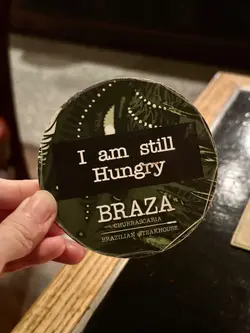 I am still
Hungry
BRAZA
CHURRASCARIA
BRAZILIAN STEAKHOUSE